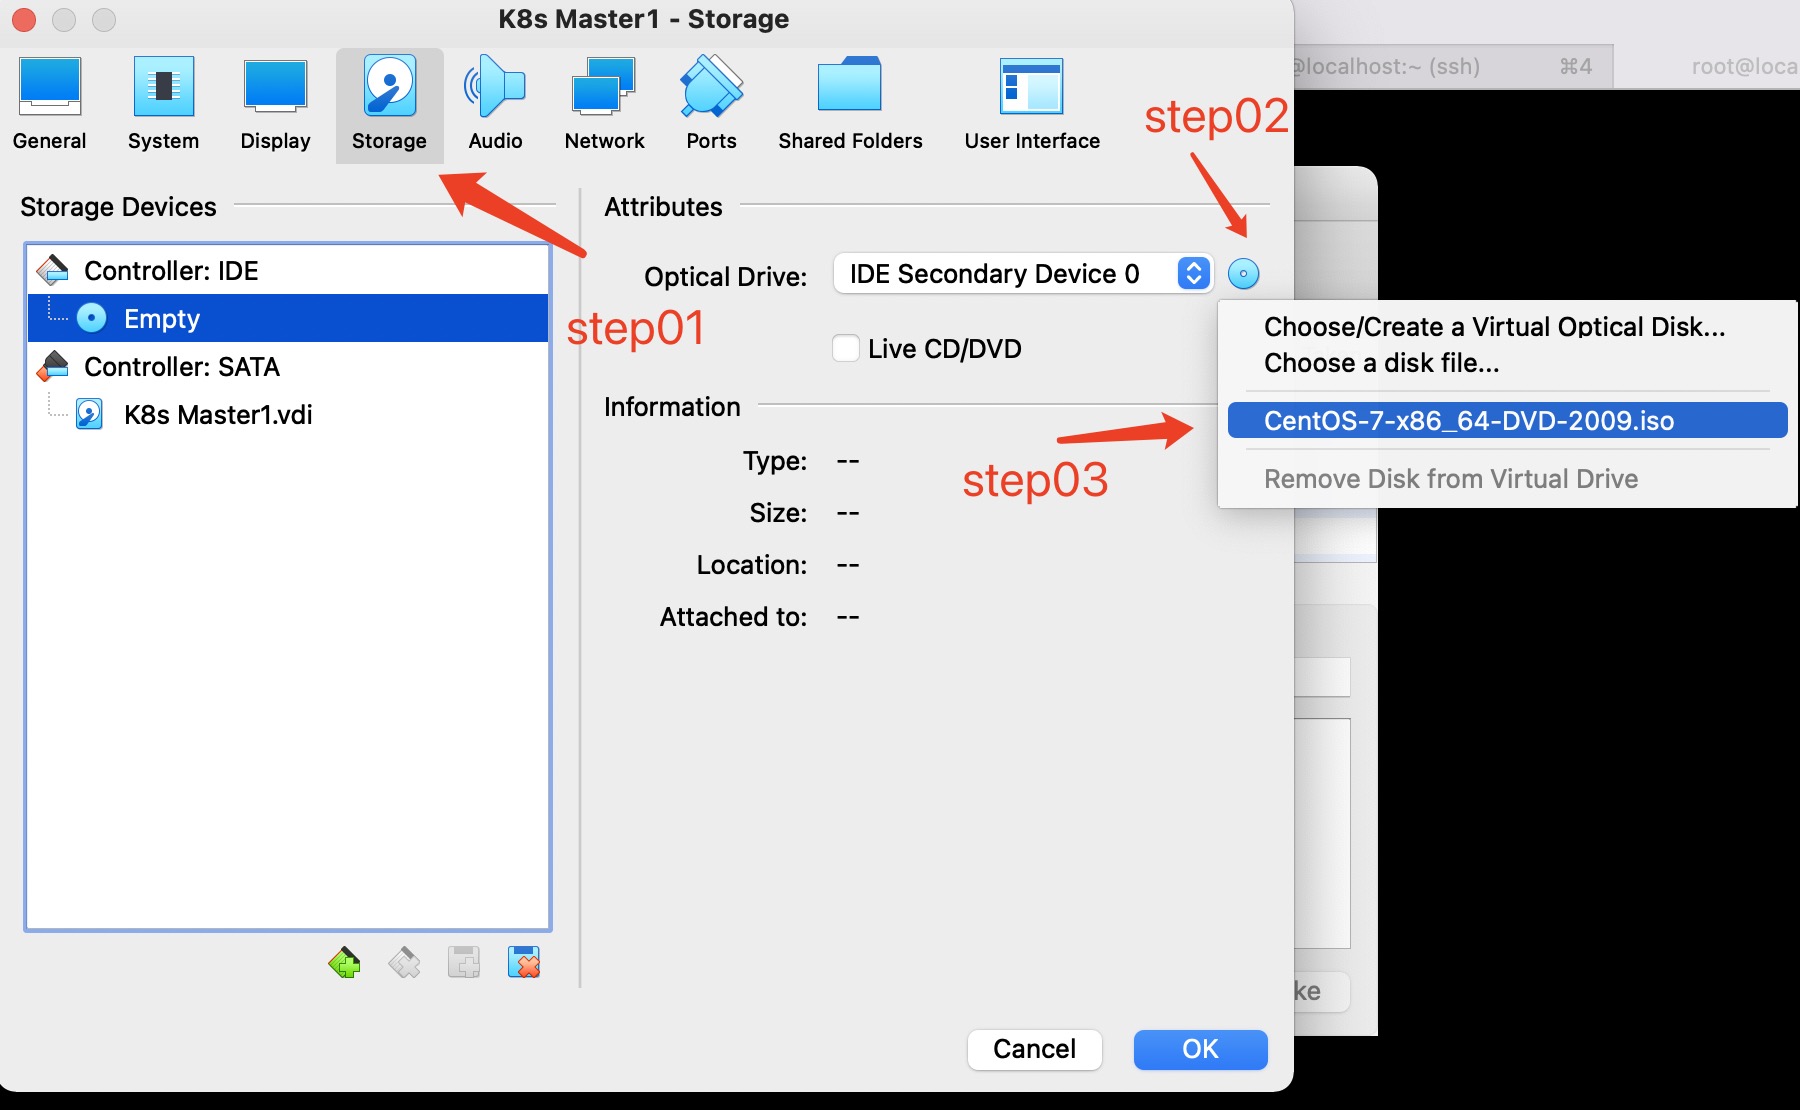 K8s Master1 - Storage
@localhost:~ (ssh) ⌘4 root@loca
General System Display Storage Audio Network Ports Shared Folders User Interface
step02
Storage Devices
Attributes
Controller: IDE
Optical Drive: IDE Secondary Device 0
Empty
step01
Choose/Create a Virtual Optical Disk...
Live CD/DVD
Choose a disk file...
Controller: SATA
Information
K8s Master1.vdi
CentOS-7-x86_64-DVD-2009.iso
Type: --
step03
Remove Disk from Virtual Drive
Size: --
Location: --
Attached to: --
ke
Cancel OK